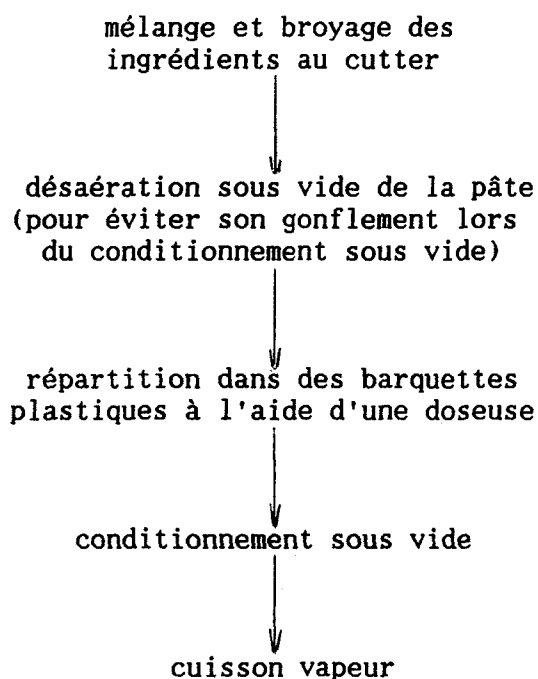 mélange et broyage des
ingrédients au cutter
désaération sous vide de la pâte
(pour éviter son gonflement lors
du conditionnement sous vide)
répartition dans des barquettes
plastiques à l'aide d'une doseuse
conditionnement sous vide
cuisson vapeur